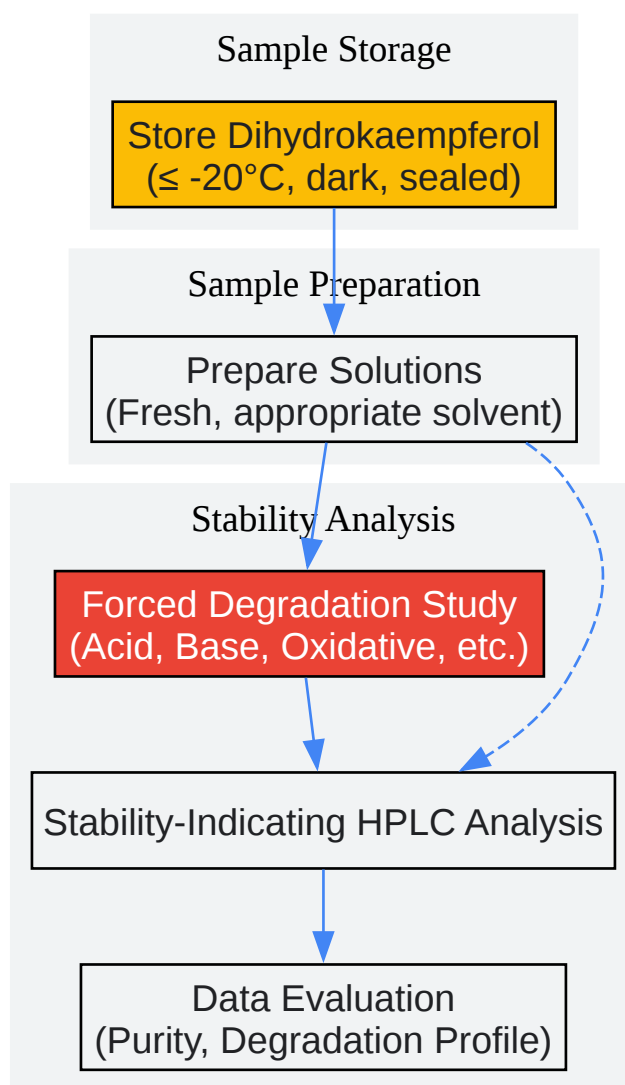 Sample Storage
Store Dihydrokaempferol
(≤ -20°C, dark, sealed)
Sample Preparation
Prepare Solutions
(Fresh, appropriate solvent)
Stability Analysis
Forced Degradation Study
(Acid, Base, Oxidative, etc.)
Stability-Indicating HPLC Analysis
Data Evaluation
(Purity, Degradation Profile)